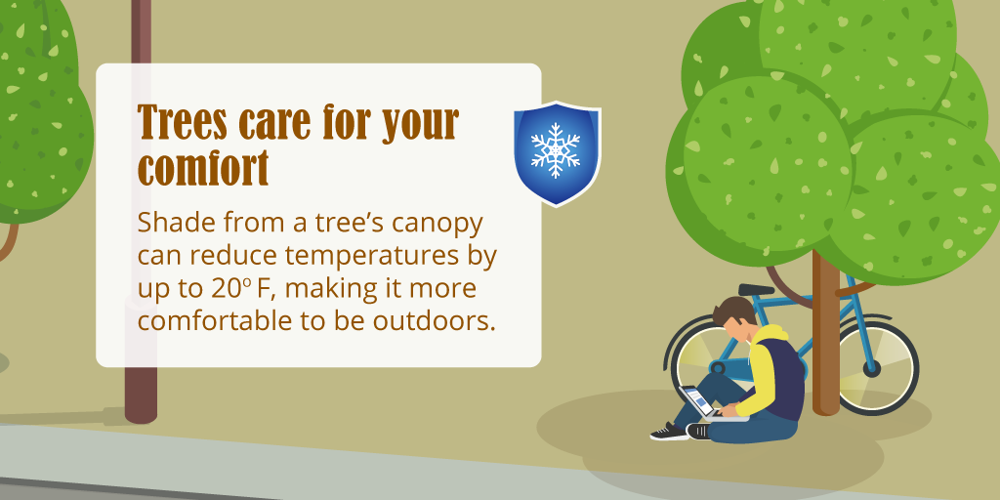 Trees care for your
comfort
Shade from a tree’s canopy
can reduce temperatures by
up to 20º F, making it more
comfortable to be outdoors.